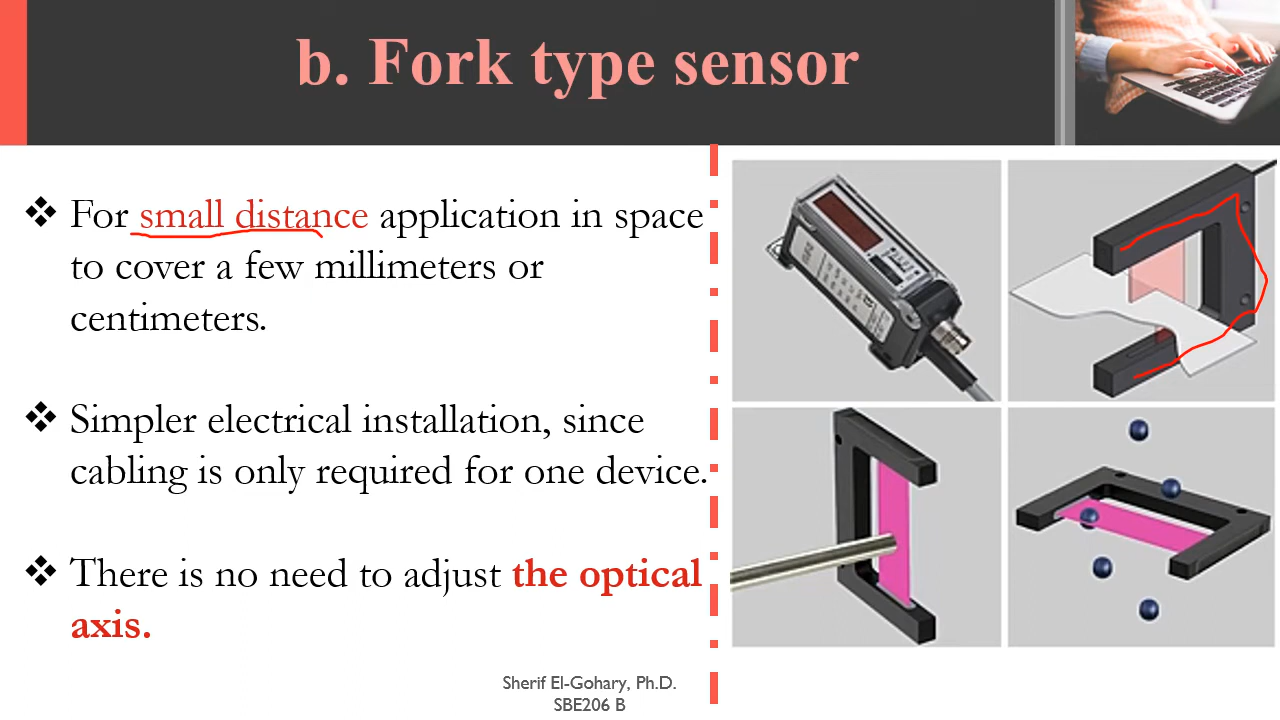 b. Fork type sensor
❖ For small distance application in space
to cover a few millimeters or
centimeters.
❖ Simpler electrical installation, since
cabling is only required for one device.
❖ There is no need to adjust the optical
axis.
Sherif El-Gohary, Ph.D.
SBE206 B